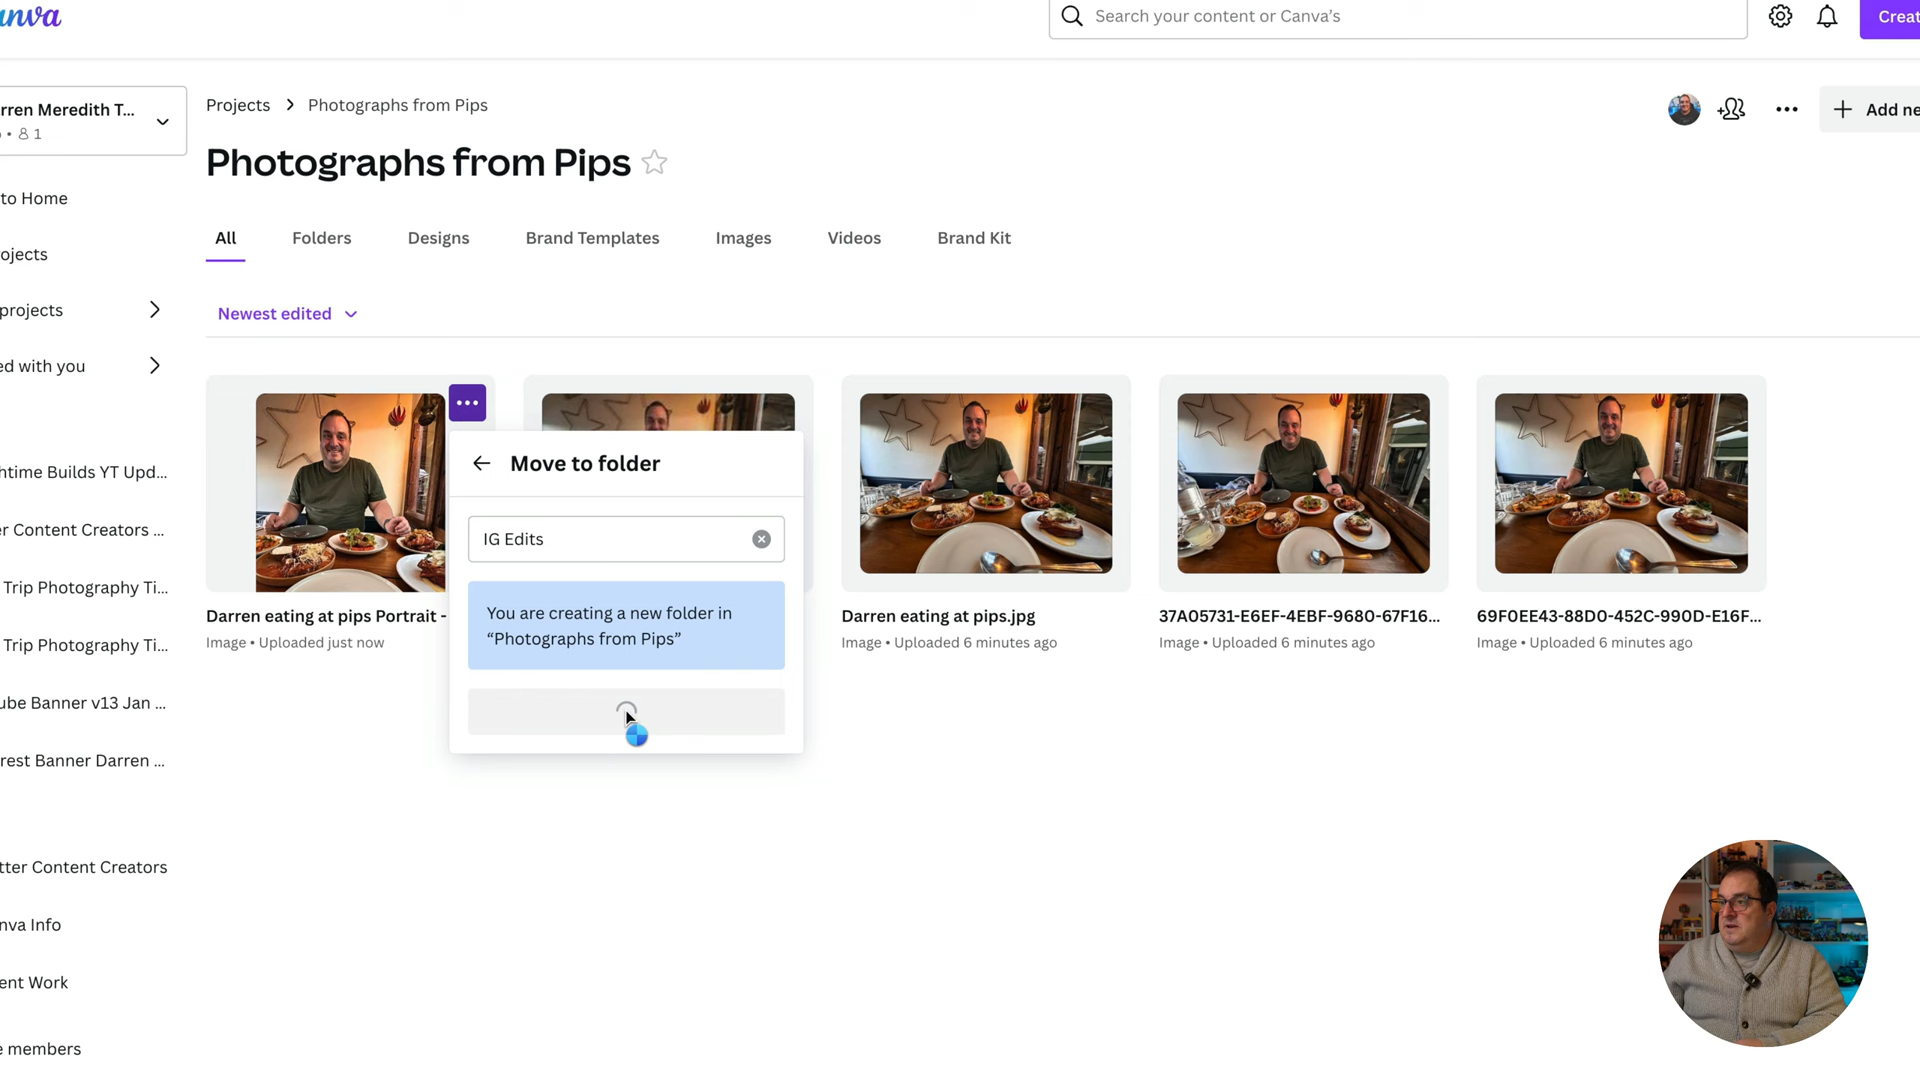 anva
Search your content or Canva's
Creat
rren Meredith T...
1
Projects > Photographs from Pips
Add ne
Photographs from Pips
to Home
All
Folders
Designs
Brand Templates
Images
Videos
Brand Kit
ojects
projects
Newest edited
ed with you
Move to folder
htime Builds YT Upd...
er Content Creators ...
IG Edits
Trip Photography Ti...
You are creating a new folder in
“Photographs from Pips”
Darren eating at pips Portrait -
Image • Uploaded just now
Darren eating at pips.jpg
Image • Uploaded 6 minutes ago
37A05731-E6EF-4EBF-9680-67F16...
Image • Uploaded 6 minutes ago
69F0EE43-88D0-452C-990D-E16F...
Image • Uploaded 6 minutes ago
Trip Photography Ti...
ube Banner v13 Jan ...
rest Banner Darren ...
tter Content Creators
nva Info
ent Work
e members